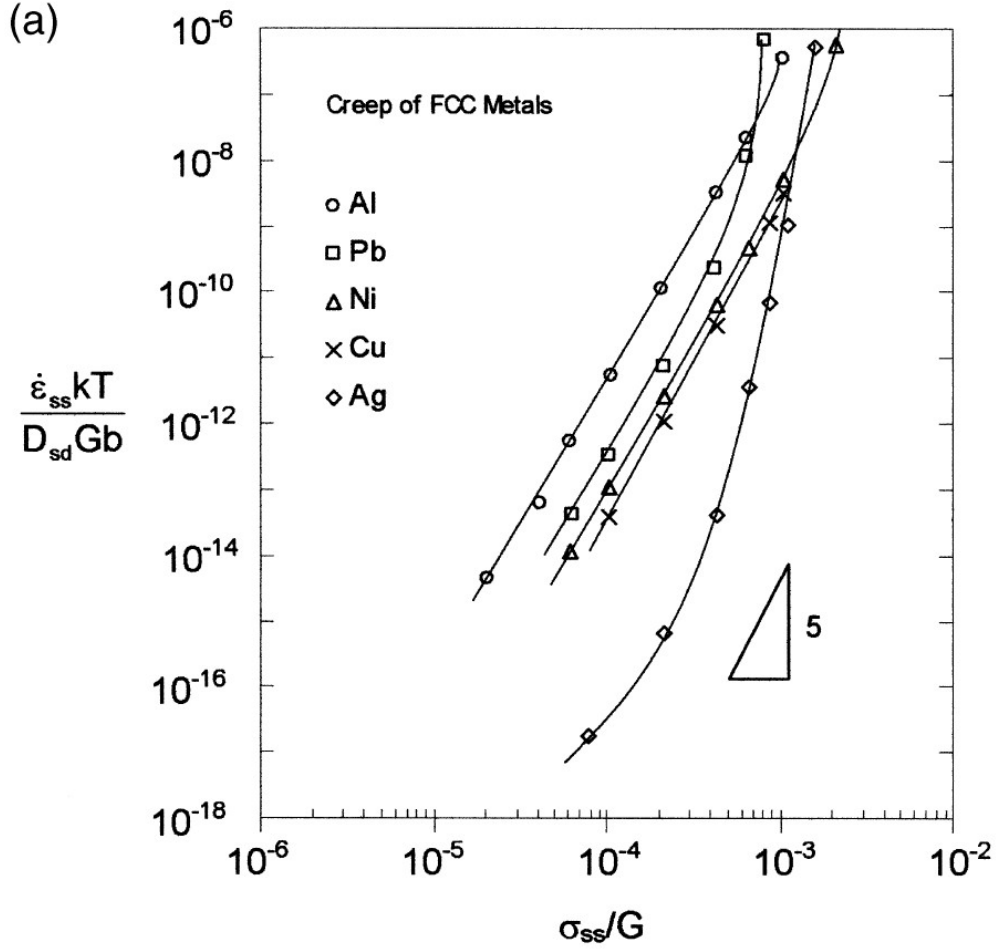 (a)
10⁻⁶
Creep of FCC Metals
10⁻⁸
Al
Pb
10⁻¹⁰
Ni
Cu
ε̇ₛₛkT
D_sdGb
Ag
10⁻¹²
10⁻¹⁴
5
10⁻¹⁶
10⁻¹⁸
10⁻⁶ 10⁻⁵ 10⁻⁴ 10⁻³ 10⁻²
σₛₛ/G